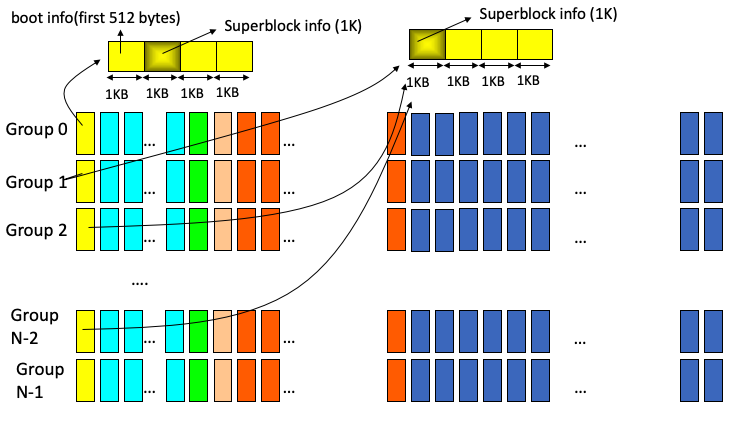 boot info(first 512 bytes)
Superblock info (1K)
Superblock info (1K)
1KB 1KB 1KB 1KB
1KB 1KB 1KB 1KB
Group 0 ... ... ...
Group 1 ... ... ...
Group 2 ... ... ...
....
Group
N-2 ... ... ...
Group
N-1 ... ... ...